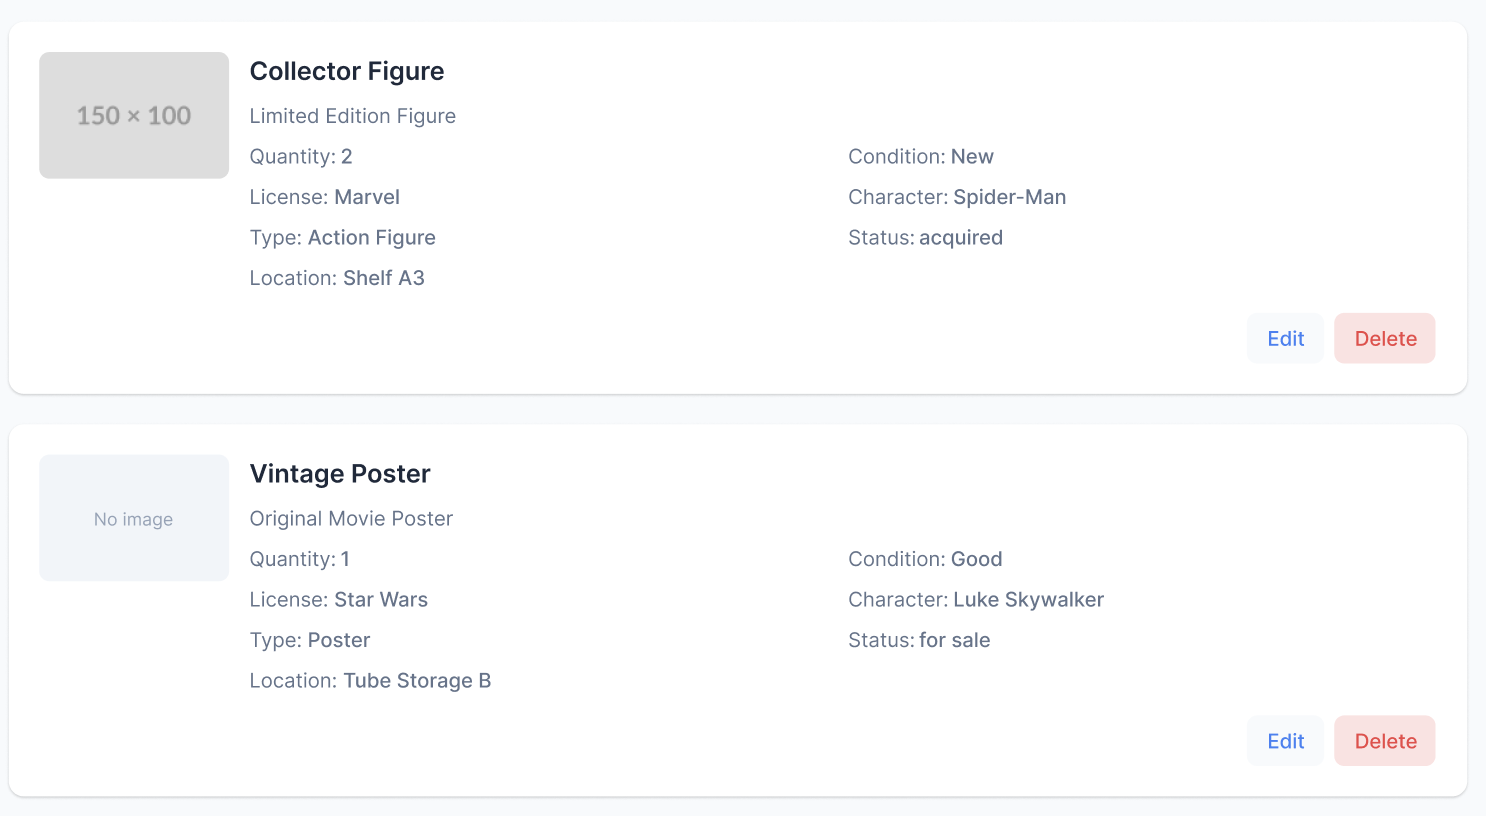 150 × 100
Collector Figure
Limited Edition Figure
Quantity: 2
Condition: New
License: Marvel
Character: Spider-Man
Type: Action Figure
Status: acquired
Location: Shelf A3
Edit
Delete
No image
Vintage Poster
Original Movie Poster
Quantity: 1
Condition: Good
License: Star Wars
Character: Luke Skywalker
Type: Poster
Status: for sale
Location: Tube Storage B
Edit
Delete